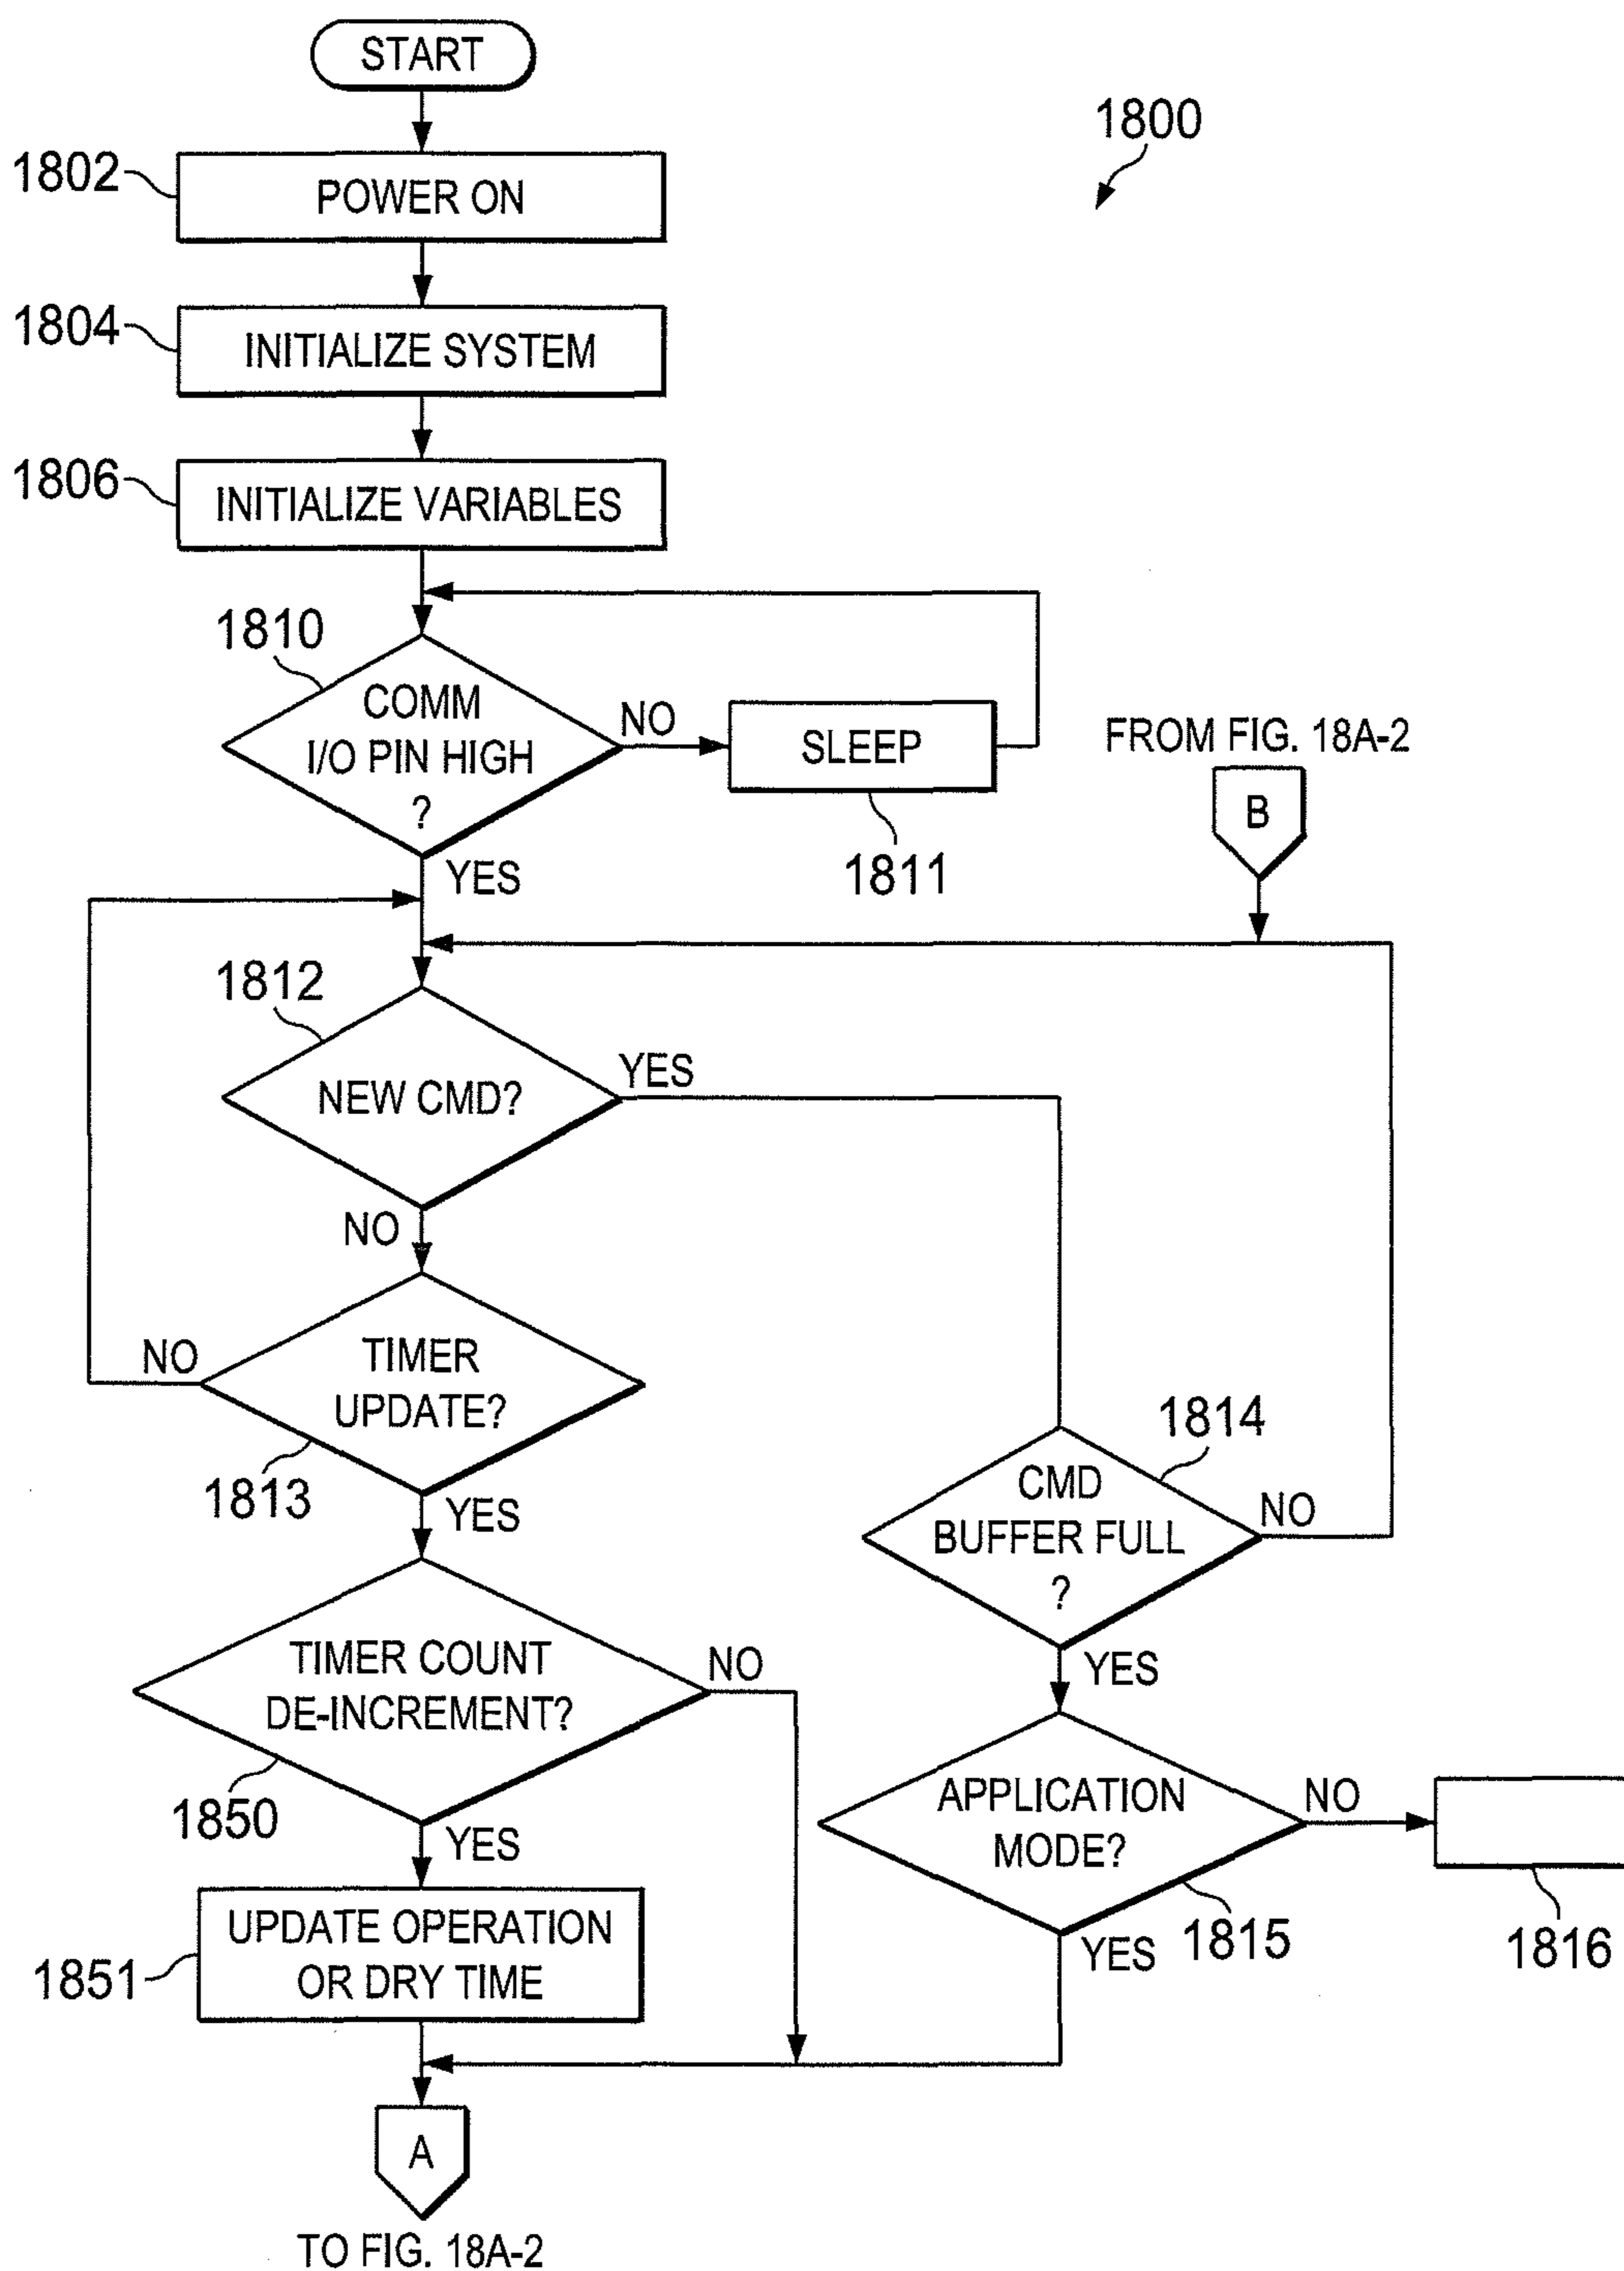 START
1800
1802
POWER ON
1804
INITIALIZE SYSTEM
1806
INITIALIZE VARIABLES
1810
COMM
I/O PIN HIGH
?
NO
SLEEP
1811
FROM FIG. 18A-2
B
YES
1812
NEW CMD?
YES
NO
TIMER
UPDATE?
NO
1813
YES
1814
CMD
BUFFER FULL
?
NO
YES
TIMER COUNT
DE-INCREMENT?
NO
1850
YES
APPLICATION
MODE?
NO
1815
1816
YES
UPDATE OPERATION
OR DRY TIME
1851
A
TO FIG. 18A-2